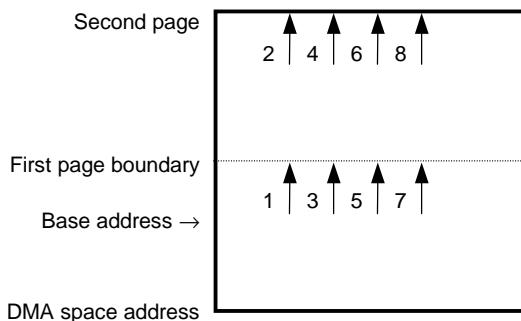 Second page
2 4 6 8
First page boundary
1 3 5 7
Base address →
DMA space address